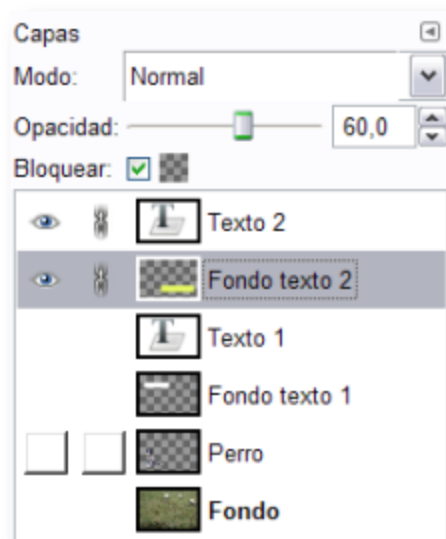 Capas
Modo: Normal
Opacidad: 60,0
Bloquear:
Texto 2
Fondo texto 2
Texto 1
Fondo texto 1
Perro
Fondo